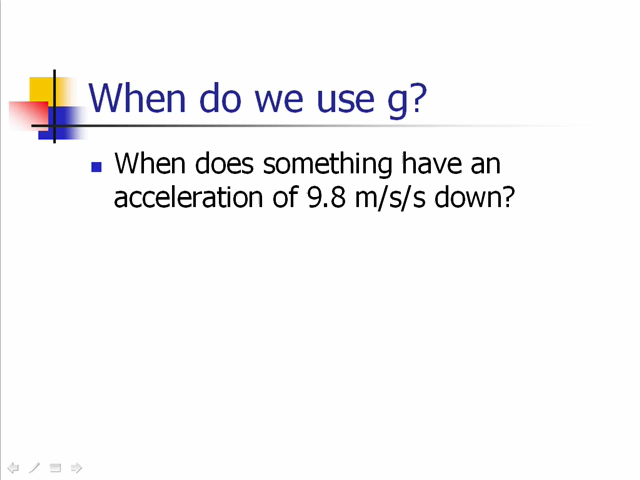 When do we use g?
When does something have an
acceleration of 9.8 m/s/s down?